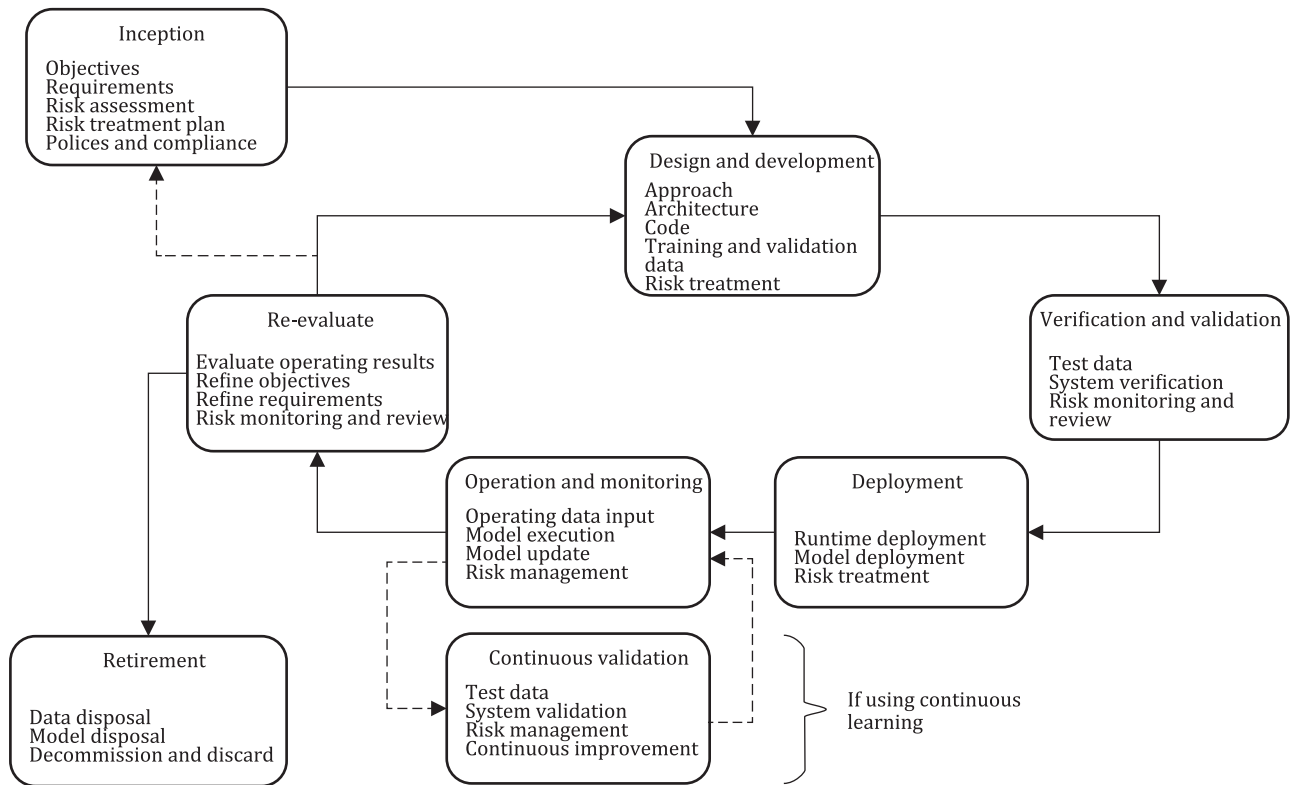 Inception
Objectives
Requirements
Risk assessment
Risk treatment plan
Polices and compliance
Design and development
Approach
Architecture
Code
Training and validation
data
Risk treatment
Re-evaluate
Evaluate operating results
Refine objectives
Refine requirements
Risk monitoring and review
Verification and validation
Test data
System verification
Risk monitoring and
review
Operation and monitoring
Operating data input
Model execution
Model update
Risk management
Deployment
Runtime deployment
Model deployment
Risk treatment
Retirement
Data disposal
Model disposal
Decommission and discard
Continuous validation
Test data
System validation
Risk management
Continuous improvement
If using continuous
learning